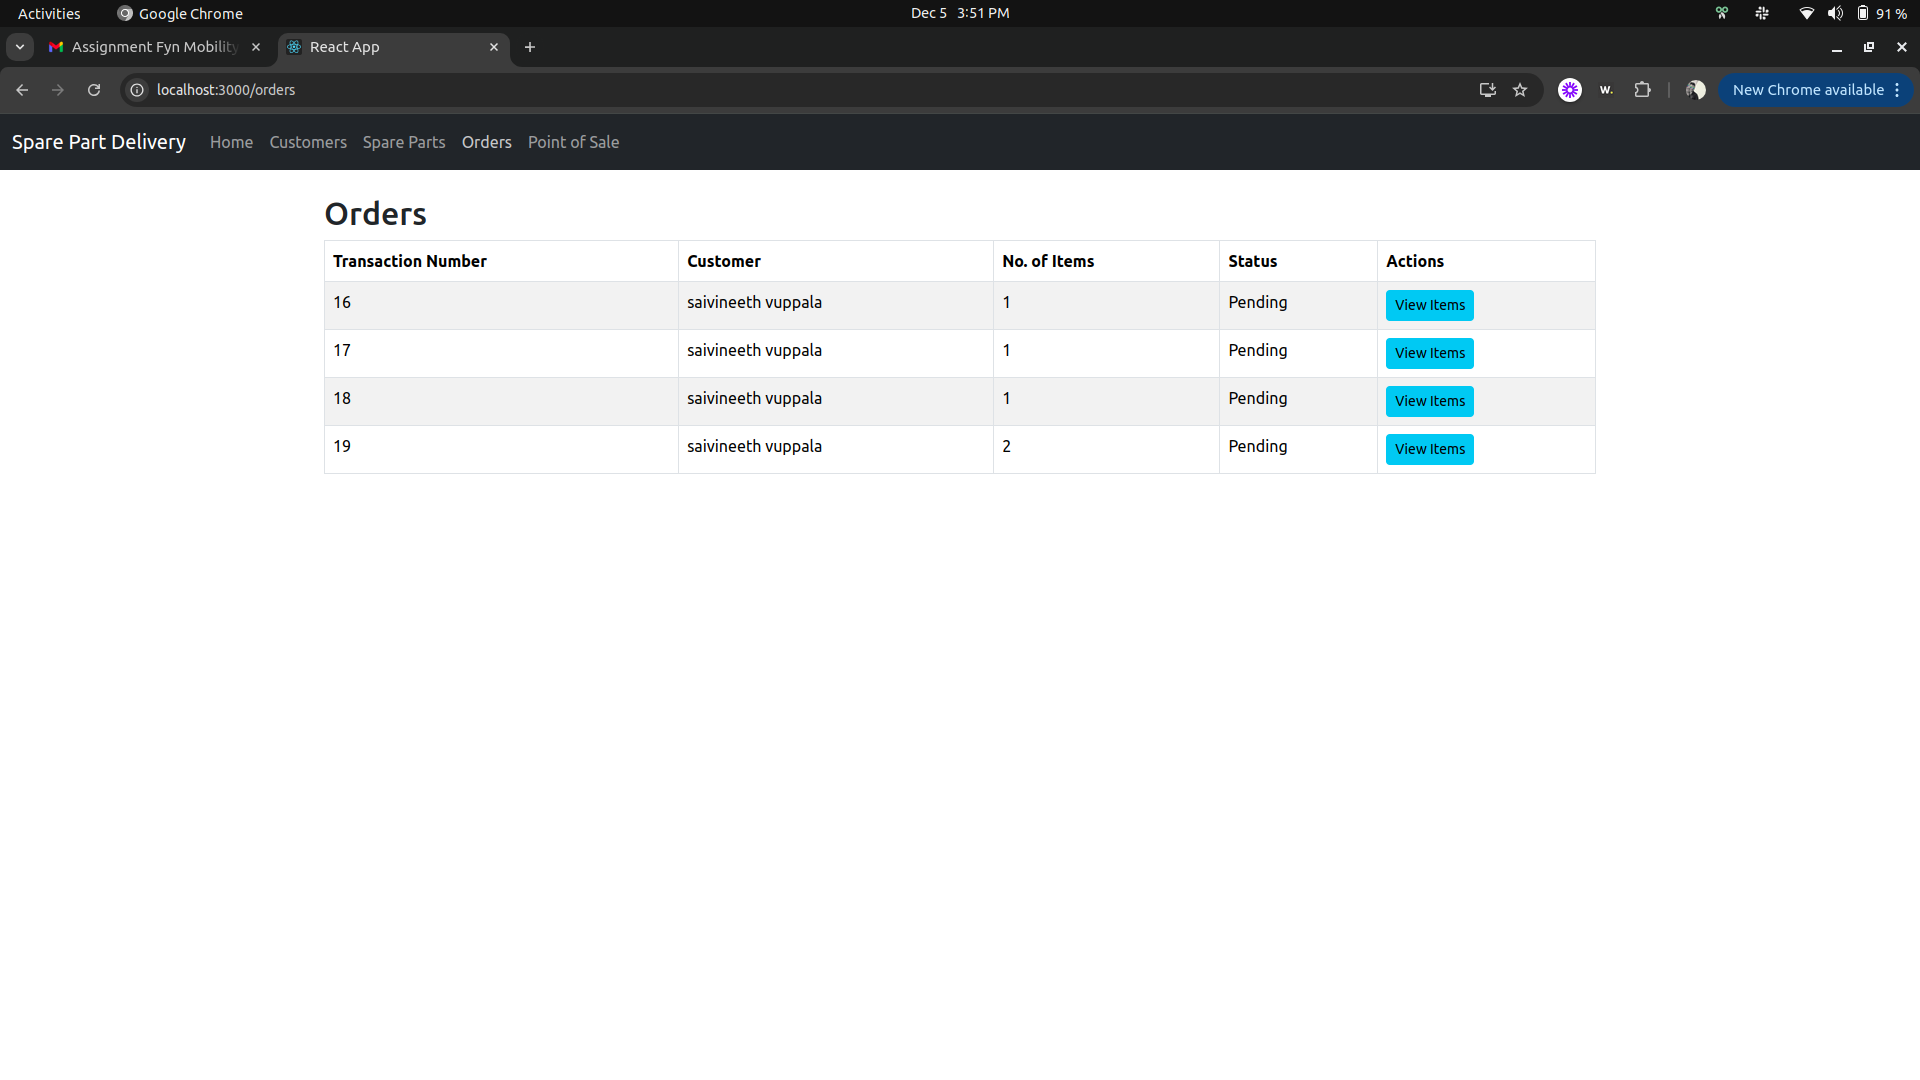 Activities Google Chrome Dec 5 3:51 PM 91 %
Assignment Fyn Mobility React App
localhost:3000/orders W. New Chrome available
Spare Part Delivery Home Customers Spare Parts Orders Point of Sale
Orders
Transaction Number Customer No. of Items Status Actions
16 saivineeth vuppala 1 Pending View Items
17 saivineeth vuppala 1 Pending View Items
18 saivineeth vuppala 1 Pending View Items
19 saivineeth vuppala 2 Pending View Items